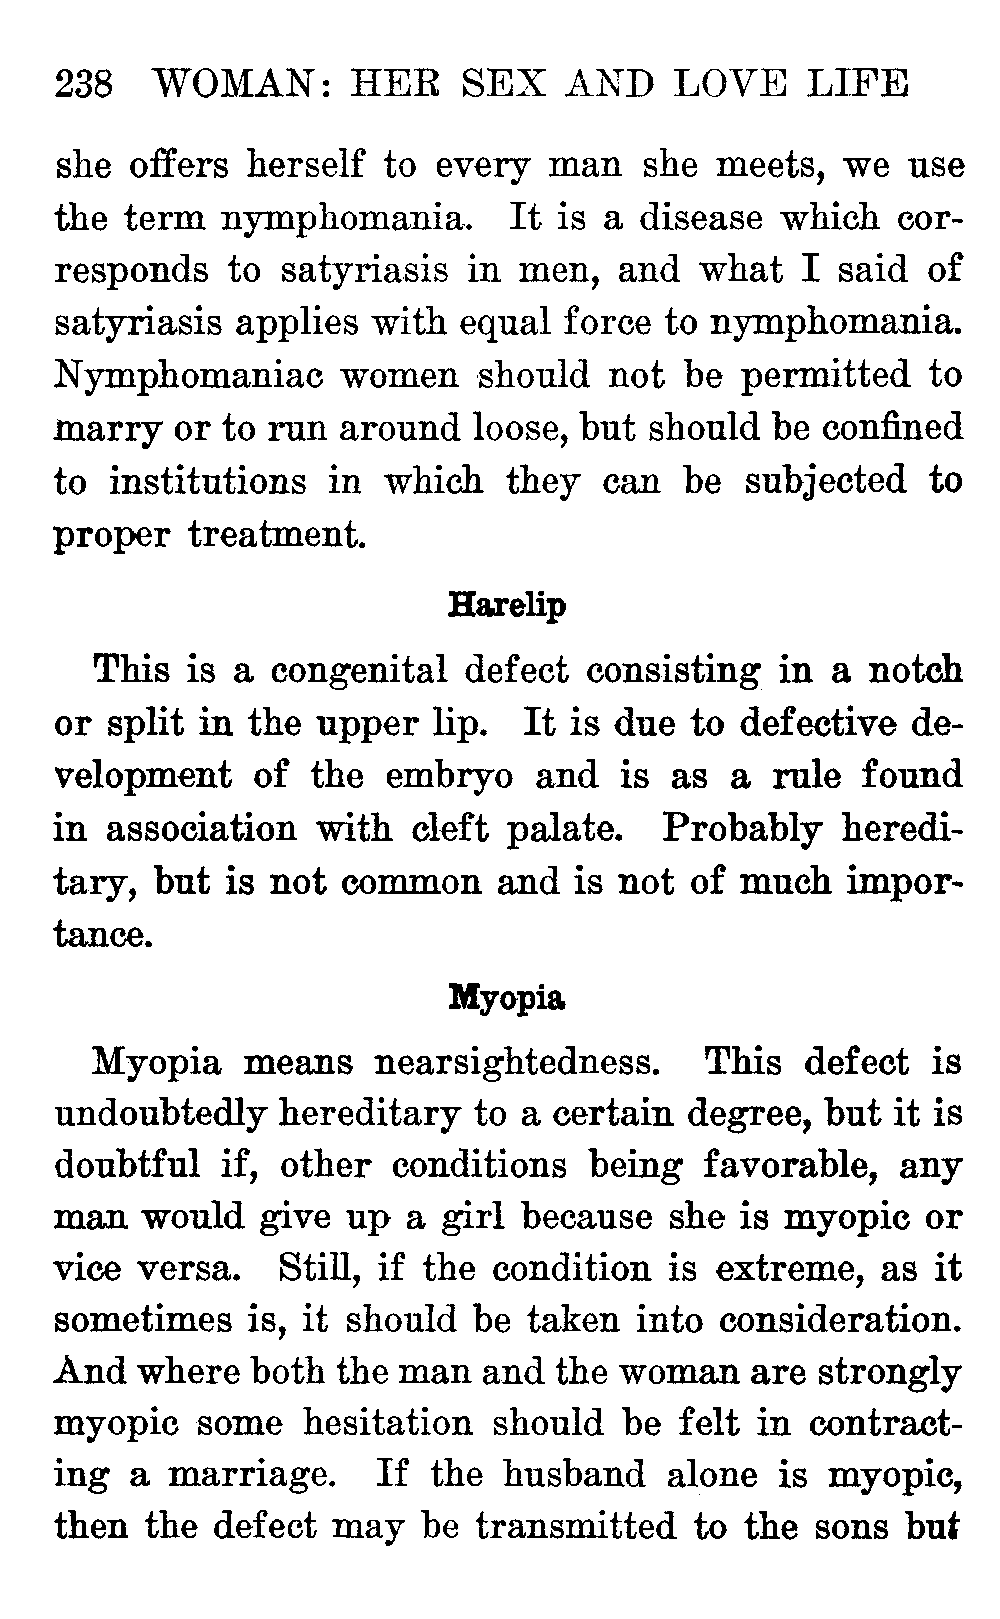 238 WOMAN: HER SEX AND LOVE LIFE
she offers herself to every man she meets, we use
the term nymphomania. It is a disease which cor-
responds to satyriasis in men, and what I said of
satyriasis applies with equal force to nymphomania.
Nymphomaniac women should not be permitted to
marry or to run around loose, but should be confined
to institutions in which they can be subjected to
proper treatment.
Harelip
This is a congenital defect consisting in a notch
or split in the upper lip. It is due to defective de-
velopment of the embryo and is as a rule found
in association with cleft palate. Probably heredi-
tary, but is not common and is not of much impor-
tance.
Myopia
Myopia means nearsightedness. This defect is
undoubtedly hereditary to a certain degree, but it is
doubtful if, other conditions being favorable, any
man would give up a girl because she is myopic or
vice versa. Still, if the condition is extreme, as it
sometimes is, it should be taken into consideration.
And where both the man and the woman are strongly
myopic some hesitation should be felt in contract-
ing a marriage. If the husband alone is myopic,
then the defect may be transmitted to the sons but